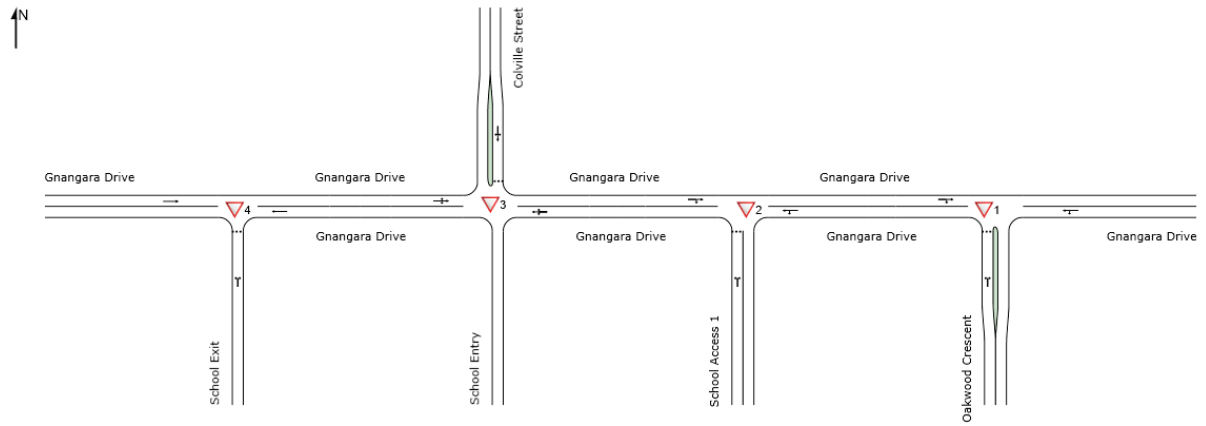 N
Colville Street
Gnangara Drive
Gnangara Drive
Gnangara Drive
Gnangara Drive
4
3
2
1
Gnangara Drive
Gnangara Drive
Gnangara Drive
Gnangara Drive
School Exit
School Entry
School Access 1
Oakwood Crescent